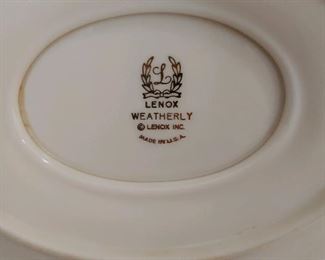 L
LENOX
WEATHERLY
© LENOX INC.
MADE IN U.S.A.